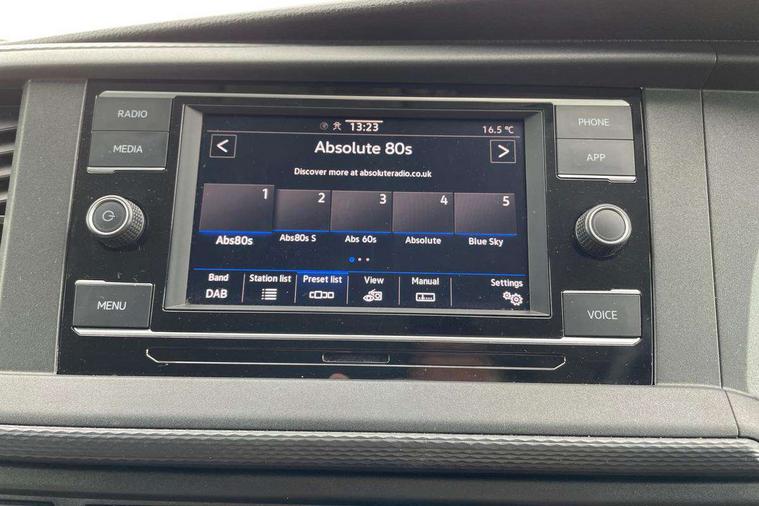 RADIO
MEDIA
MENU
PHONE
APP
VOICE
13:23
16.5 °C
<
Absolute 80s
>
Discover more at absoluteradio.co.uk
1 2 3 4 5
Abs80s Abs80s S Abs 60s Absolute Blue Sky
Band Station list Preset list View Manual Settings
DAB